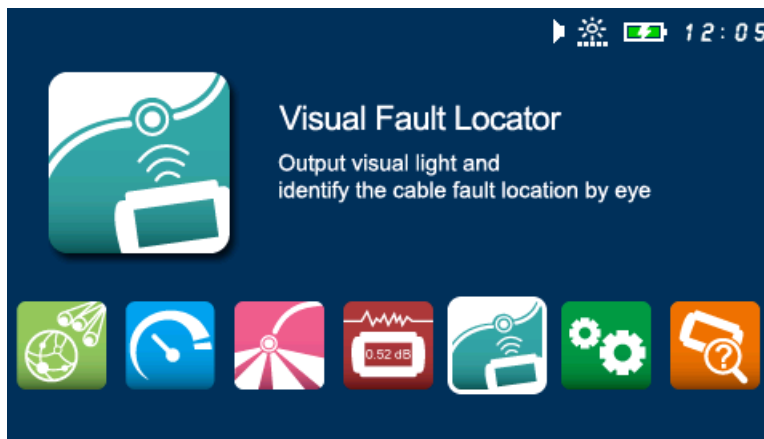 12:05
Visual Fault Locator
Output visual light and
identify the cable fault location by eye
0.52 dB
?